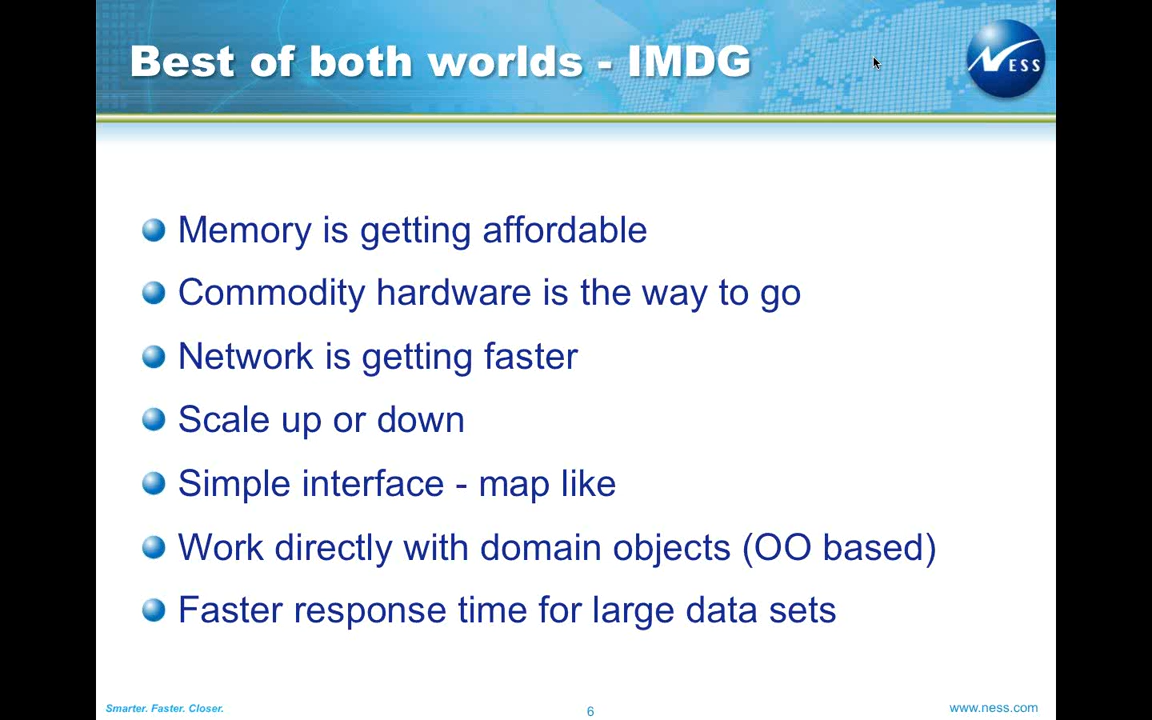 Best of both worlds - IMDG
NESS
Memory is getting affordable
Commodity hardware is the way to go
Network is getting faster
Scale up or down
Simple interface - map like
Work directly with domain objects (OO based)
Faster response time for large data sets
Smarter. Faster. Closer.
6
www.ness.com